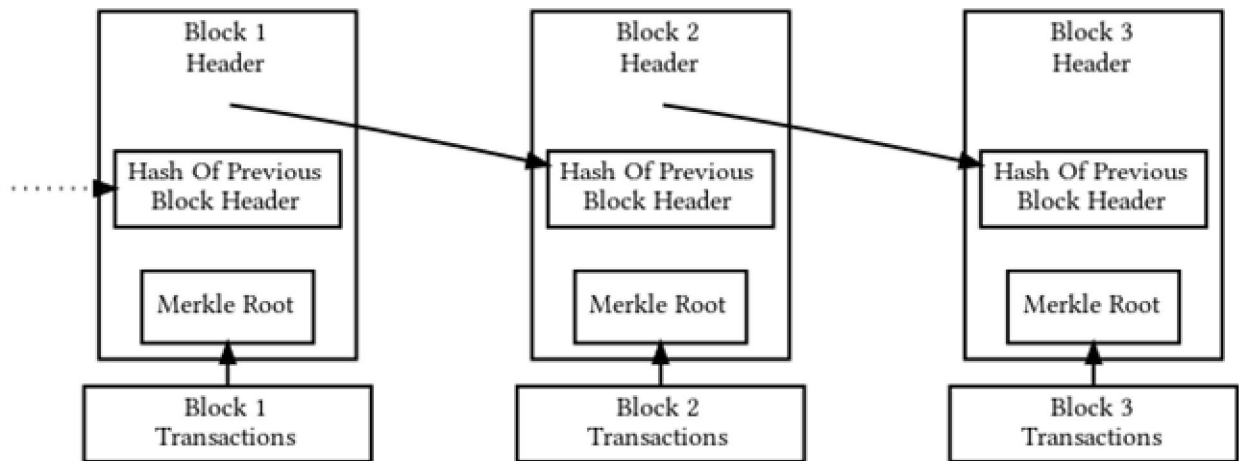 Block 1
Header
Hash Of Previous
Block Header
Merkle Root
Block 1
Transactions
Block 2
Header
Hash Of Previous
Block Header
Merkle Root
Block 2
Transactions
Block 3
Header
Hash Of Previous
Block Header
Merkle Root
Block 3
Transactions